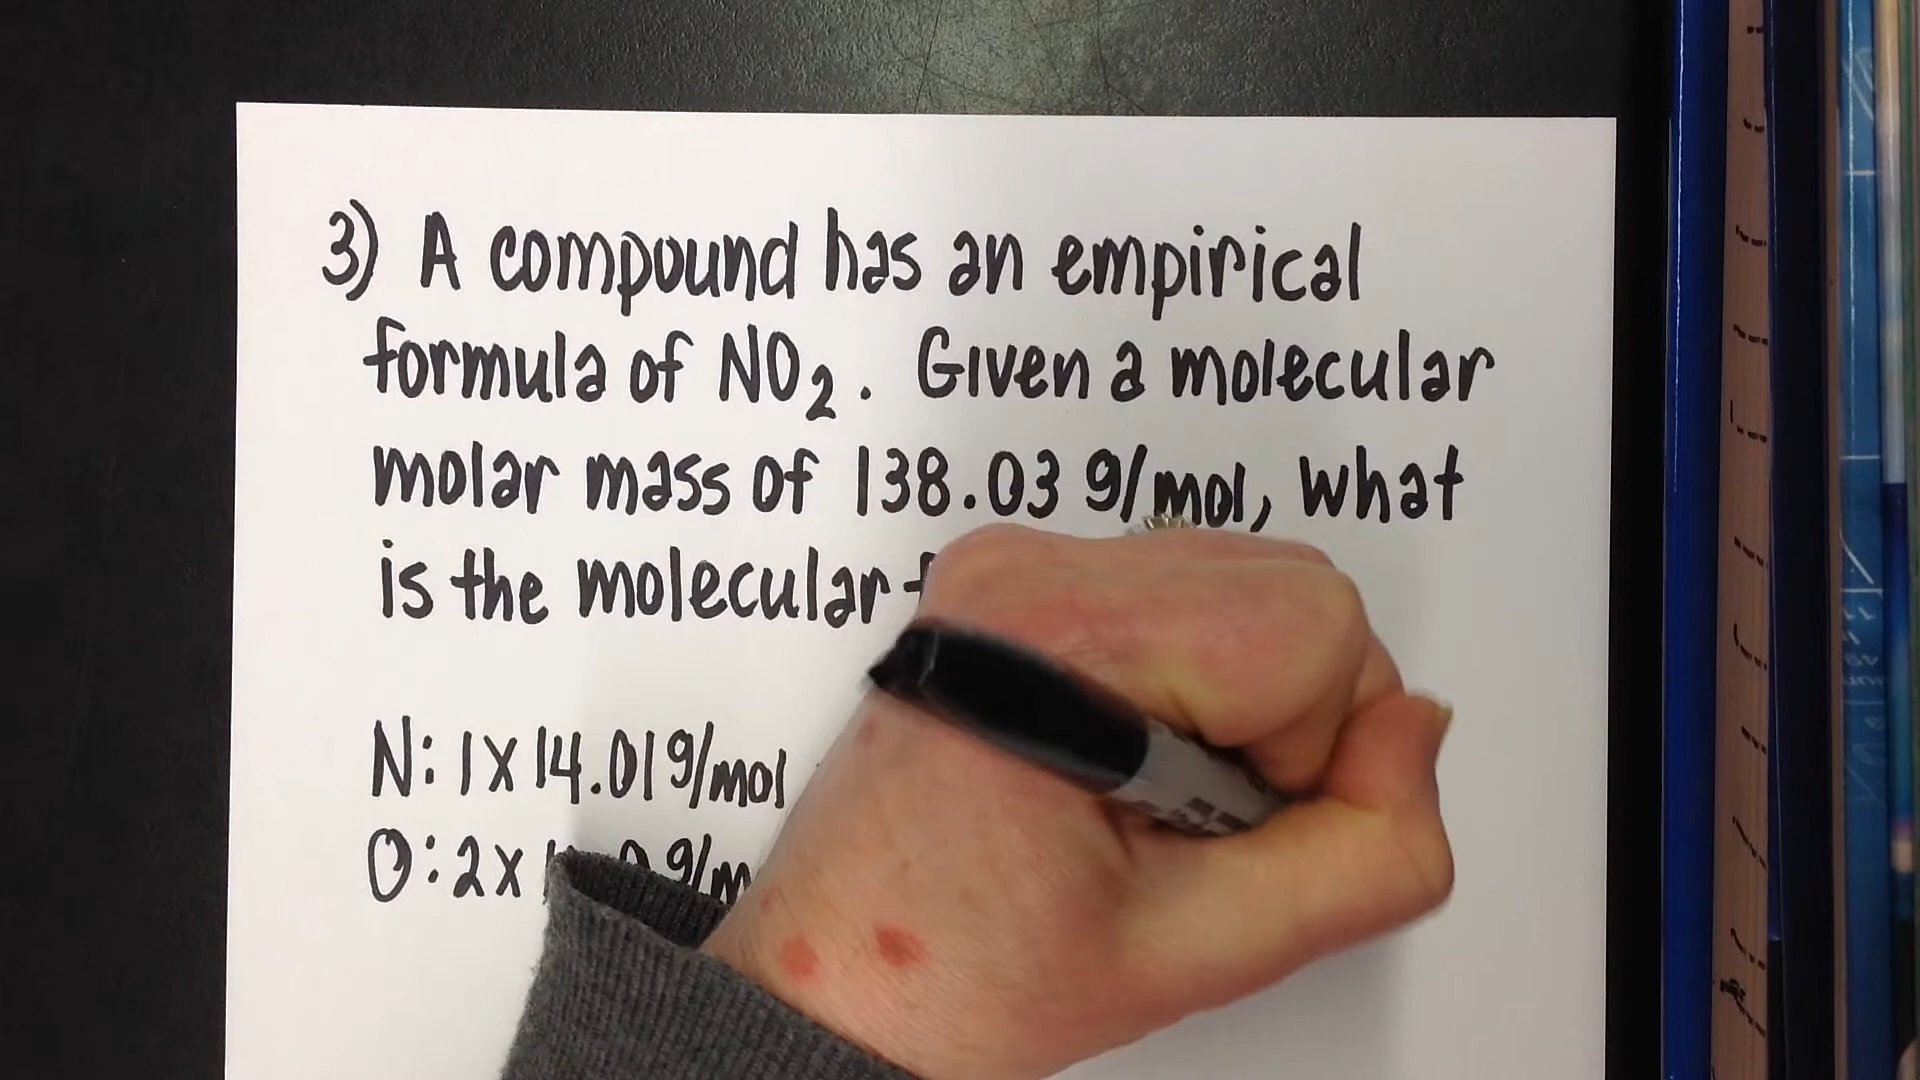 3) A compound has an empirical
formula of NO₂. Given a molecular
molar mass of 138.03 g/mol, what
is the molecular
N: 1 x 14.01 g/mol
O: 2 x